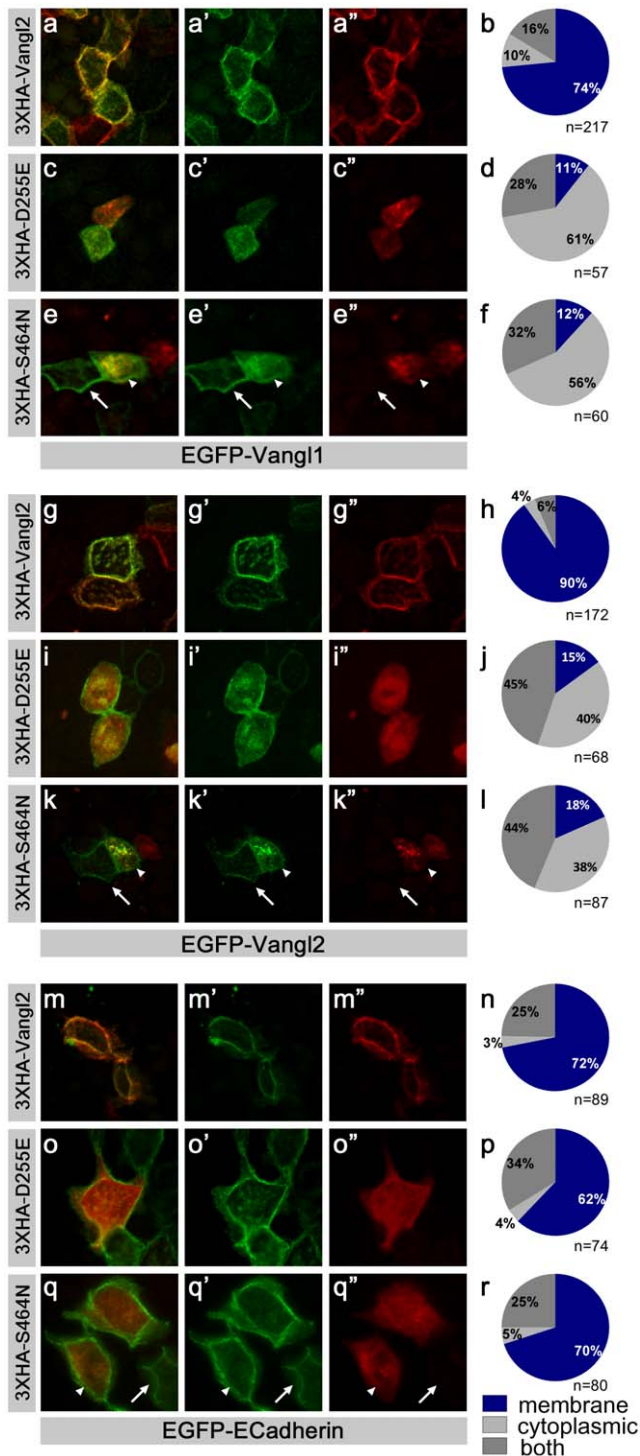 3XHA-Vangl2
a a' a" b
16%
10%
74%
n=217
3XHA-D255E
c c' c" d
11%
28%
61%
n=57
3XHA-S464N
e e' e" f
12%
32%
56%
n=60
EGFP-Vangl1
3XHA-Vangl2
g g' g" h
4%
6%
90%
n=172
3XHA-D255E
i i' i" j
15%
45%
40%
n=68
3XHA-S464N
k k' k" l
18%
44%
38%
n=87
EGFP-Vangl2
3XHA-Vangl2
m m' m" n
25%
3%
72%
n=89
3XHA-D255E
o o' o" p
34%
62%
4%
n=74
3XHA-S464N
q q' q" r
25%
5%
70%
n=80
EGFP-ECadherin
membrane
cytoplasmic
both